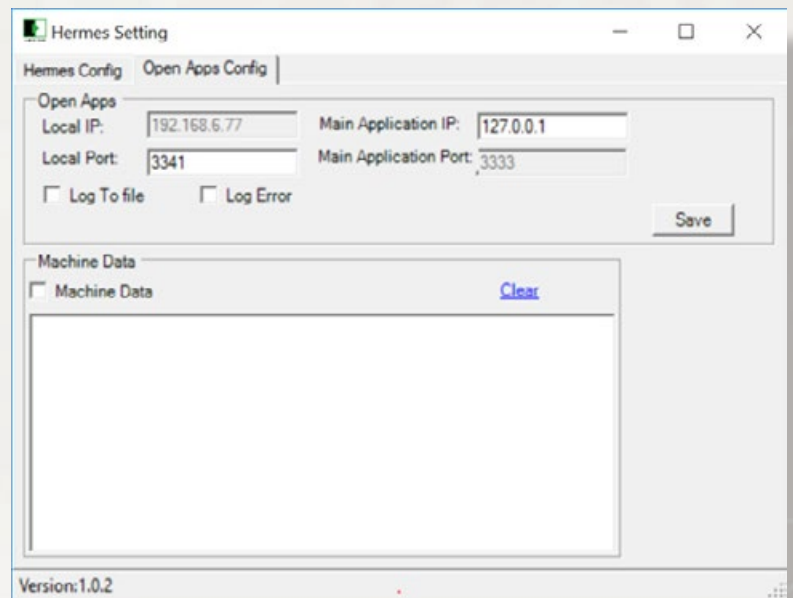 Hermes Setting
Hermes Config Open Apps Config
Open Apps
Local IP: 192.168.6.77 Main Application IP: 127.0.0.1
Local Port: 3341 Main Application Port: 3333
Log To file Log Error
Save
Machine Data
Machine Data Clear
Version:1.0.2